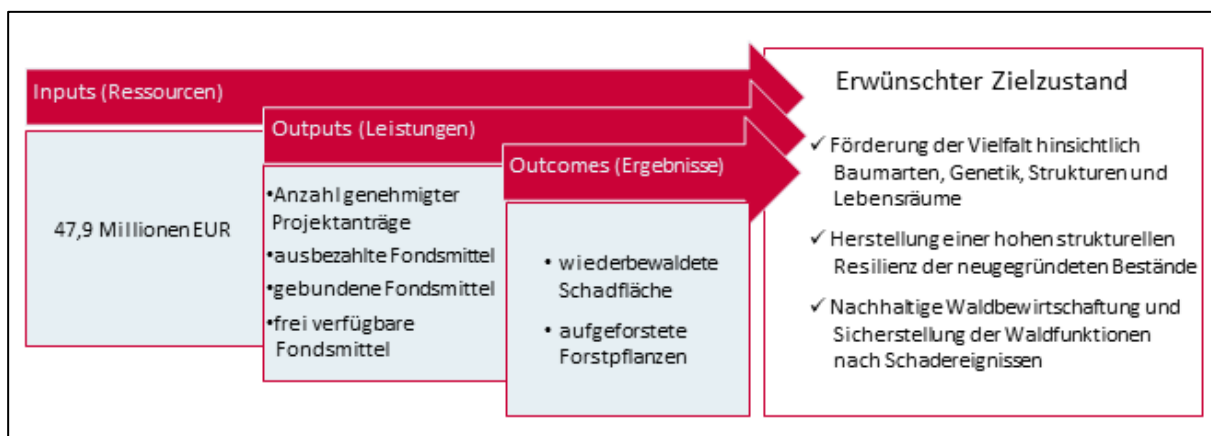 Inputs (Ressourcen)
47,9 Millionen EUR
Outputs (Leistungen)
•Anzahl genehmigter
Projektanträge
•ausbezahlte Fondsmittel
•gebundene Fondsmittel
•frei verfügbare
Fondsmittel
Outcomes (Ergebnisse)
• wiederbewaldete
Schadfläche
• aufgeforstete
Forstpflanzen
Erwünschter Zielzustand
✓ Förderung der Vielfalt hinsichtlich
Baumarten, Genetik, Strukturen und
Lebensräume
✓ Herstellung einer hohen strukturellen
Resilienz der neugegründeten Bestände
✓ Nachhaltige Waldbewirtschaftung und
Sicherstellung der Waldfunktionen
nach Schadereignissen